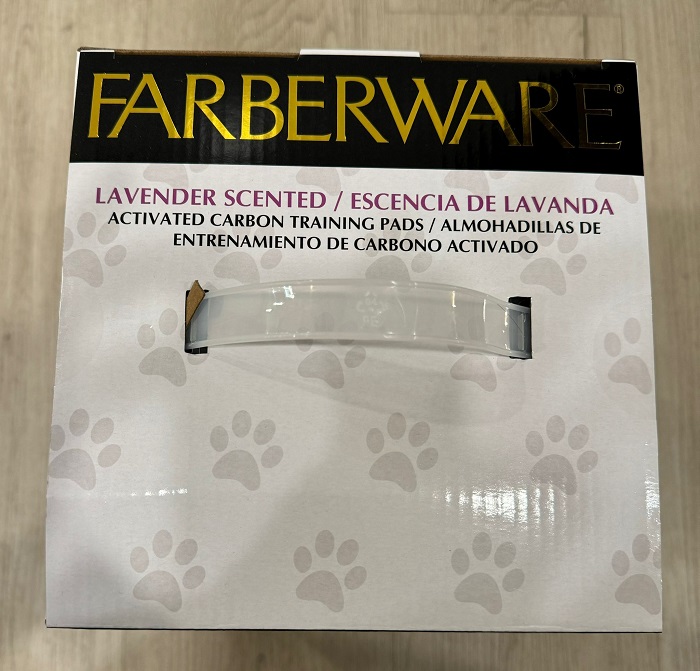 FARBERWARE®
LAVENDER SCENTED / ESCENCIA DE LAVANDA
ACTIVATED CARBON TRAINING PADS / ALMOHADILLAS DE
ENTRENAMIENTO DE CARBONO ACTIVADO